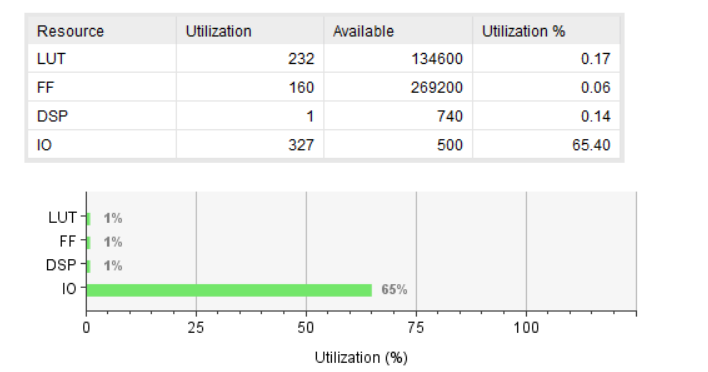 Resource Utilization Available Utilization %
LUT 232 134600 0.17
FF 160 269200 0.06
DSP 1 740 0.14
IO 327 500 65.40
LUT 1%
FF 1%
DSP 1%
IO 65%
0 25 50 75 100
Utilization (%)